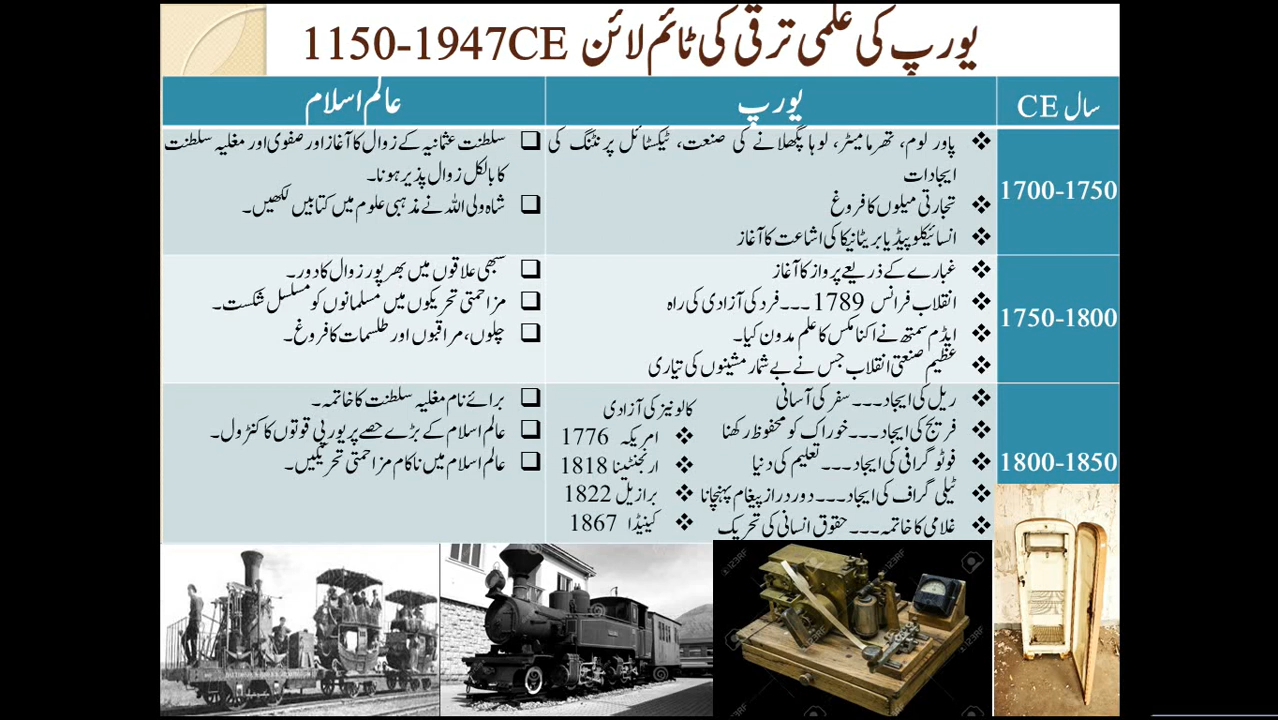 یورپ کی علمی ترقی کی ٹائم لائن 1150-1947CE
سال CE
یورپ
عالم اسلام
1700-1750
❖ پاور لوم، تھرمامیٹر، لوہا پگھلانے کی صنعت، ٹیکسٹائل پرنٹنگ کی
ایجادات
❖ تجارتی میلوں کا فروغ
❖ انسائیکلوپیڈیا بریٹانیکا کی اشاعت کا آغاز
❑ سلطنت عثمانیہ کے زوال کا آغاز اور صفوی اور مغلیہ سلطنت
کا بالکل زوال پذیر ہونا۔
❑ شاہ ولی اللہ نے مذہبی علوم میں کتابیں لکھیں۔
1750-1800
❖ غبارے کے ذریعے پرواز کا آغاز
❖ انقلاب فرانس 1789 ۔۔۔ فرد کی آزادی کی راہ
❖ ایڈم سمتھ نے اکنامکس کا علم مدون کیا۔
❖ عظیم صنعتی انقلاب جس نے بے شمار مشینوں کی تیاری
❑ سبھی علاقوں میں بھرپور زوال کا دور۔
❑ مزاحمتی تحریکوں میں مسلمانوں کو مسلسل شکست۔
❑ چلوں، مراقبوں اور طلسمات کا فروغ۔
1800-1850
❖ ریل کی ایجاد۔۔۔ سفر کی آسانی
❖ فریج کی ایجاد۔۔۔ خوراک کو محفوظ رکھنا
❖ فوٹو گرافی کی ایجاد۔۔۔ تعلیم کی دنیا
❖ ٹیلی گراف کی ایجاد۔۔۔ دور دراز پیغام پہنچانا
❖ غلامی کا خاتمہ۔۔۔ حقوق انسانی کی تحریک
کالونیز کی آزادی
❖ امریکہ 1776
❖ ارجنٹینا 1818
❖ برازیل 1822
❖ کینیڈا 1867
❑ برائے نام مغلیہ سلطنت کا خاتمہ۔
❑ عالم اسلام کے بڑے حصے پر یورپی قوتوں کا کنٹرول۔
❑ عالم اسلام میں ناکام مزاحمتی تحریکیں۔
123RF
123RF
123RF
123RF